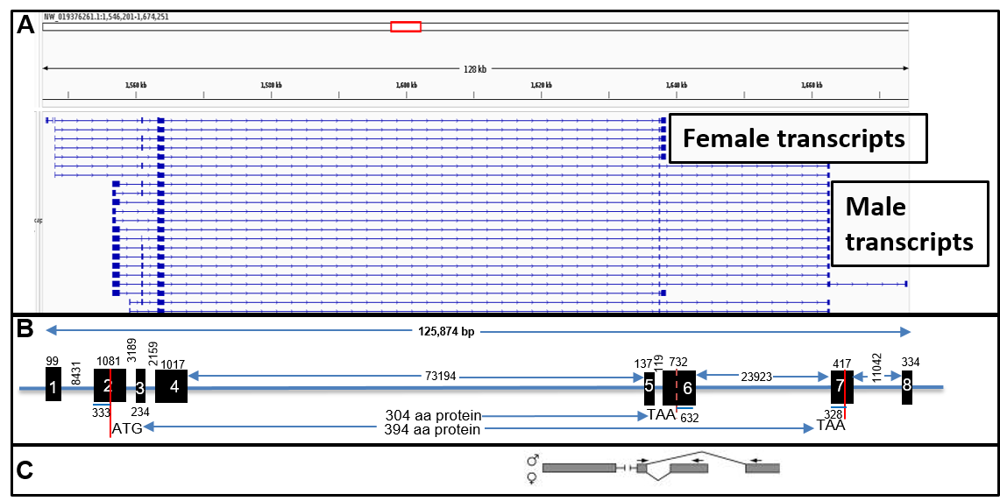 A
NW_019376261.1:1,546,201-1,674,251
128 kb
1,560 kb 1,580 kb 1,600 kb 1,620 kb 1,640 kb 1,660 kb
Female transcripts
Male
transcripts
B
125,874 bp
99 8431 1081 3189 2159 1017 73194 137 119 732 23923 417 11042 334
1 2 3 4 5 6 7 8
333 234 304 aa protein TAA 632 328
ATG 394 aa protein TAA
C
♂
♀